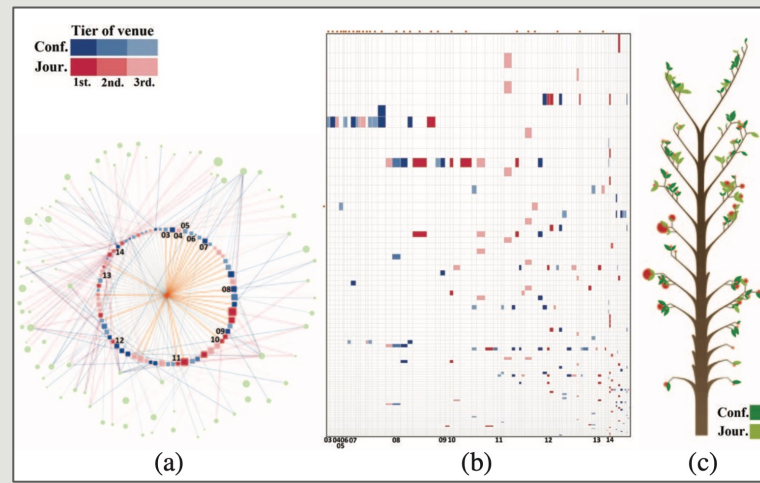 Tier of venue
Conf.
Jour.
1st. 2nd. 3rd.
03
04
05
06
07
08
09
10
11
12
13
14
03 04 06 07 08 09 10 11 12 13 14
05
Conf.
Jour.
(a) (b) (c)